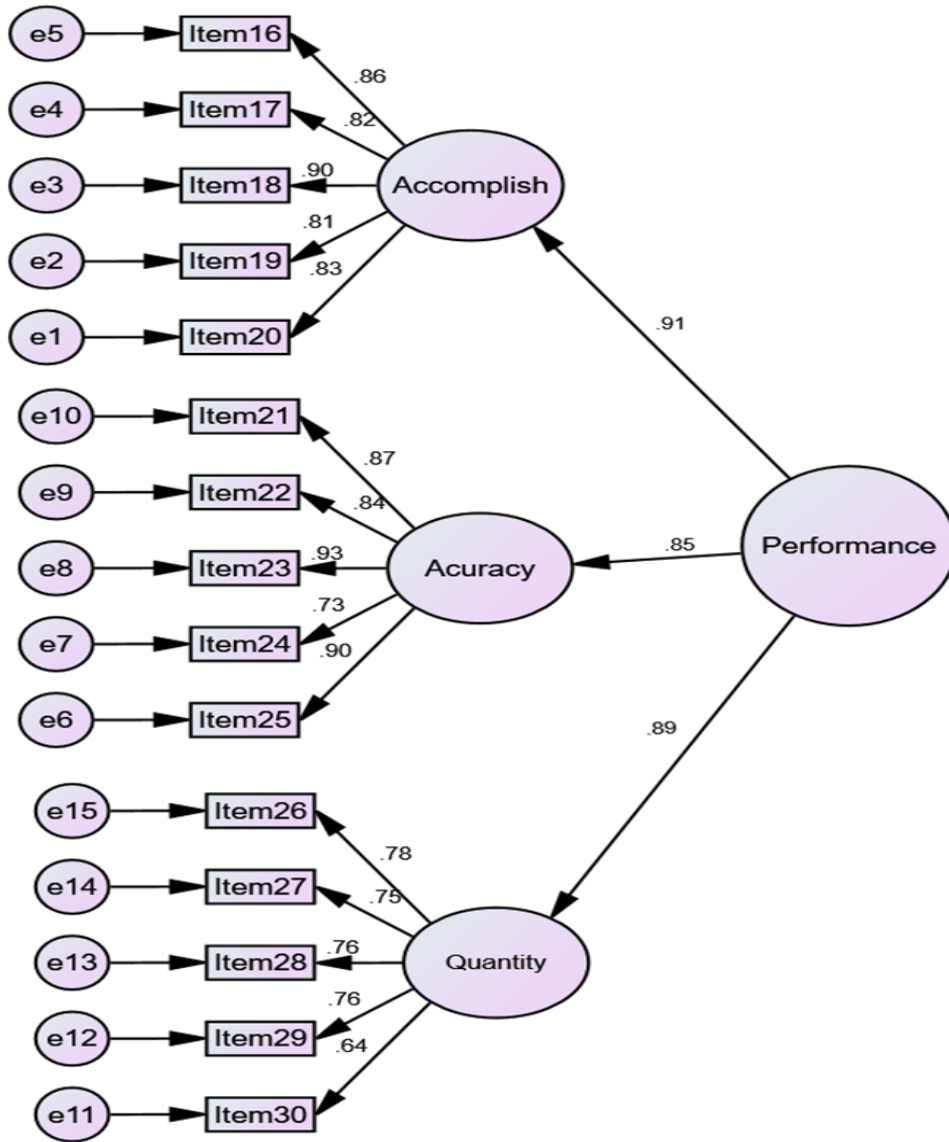 e5
Item16
.86
e4
Item17
.82
e3
Item18
.90
Accomplish
e2
Item19
.81
e1
Item20
.83
.91
e10
Item21
.87
e9
Item22
.84
e8
Item23
.93
Acuracy
.85
Performance
e7
Item24
.73
e6
Item25
.90
.89
e15
Item26
.78
e14
Item27
.75
e13
Item28
.76
Quantity
e12
Item29
.76
e11
Item30
.64